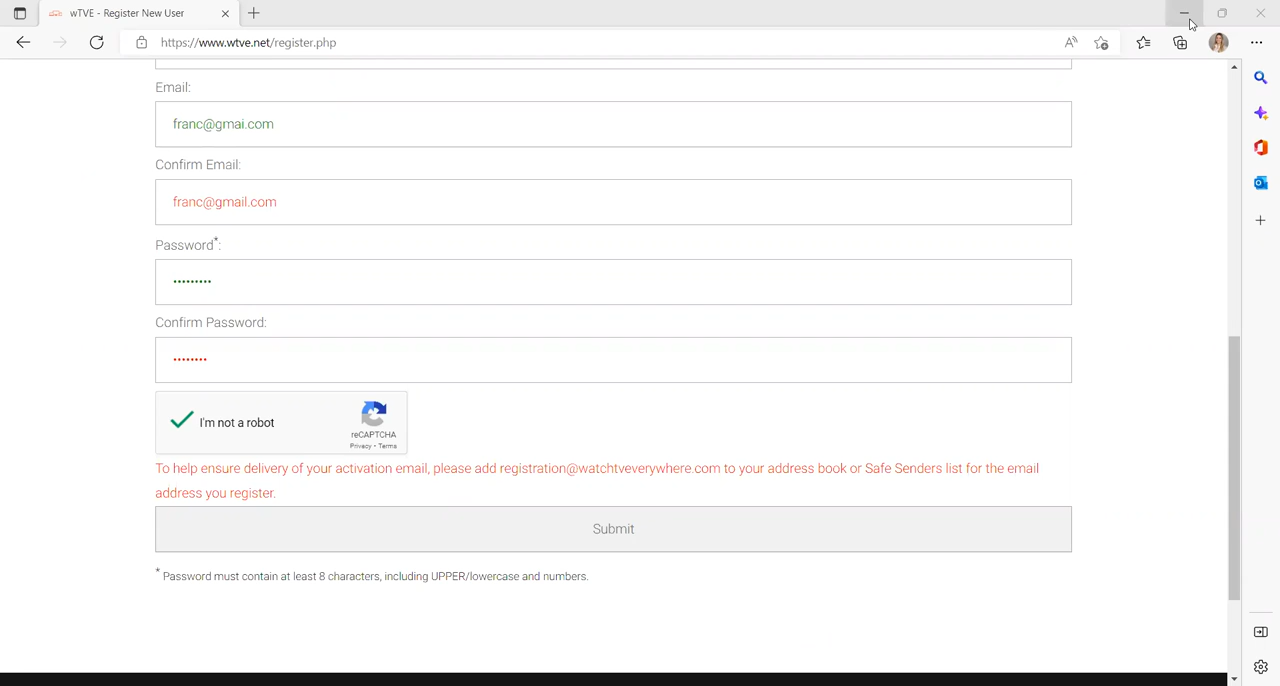 wTVE - Register New User
https://www.wtve.net/register.php
Email:
franc@gmai.com
Confirm Email:
franc@gmail.com
Password*:
•••••••••
Confirm Password:
••••••••
I'm not a robot
reCAPTCHA
Privacy - Terms
To help ensure delivery of your activation email, please add registration@watchtveverywhere.com to your address book or Safe Senders list for the email
address you register.
Submit
* Password must contain at least 8 characters, including UPPER/lowercase and numbers.